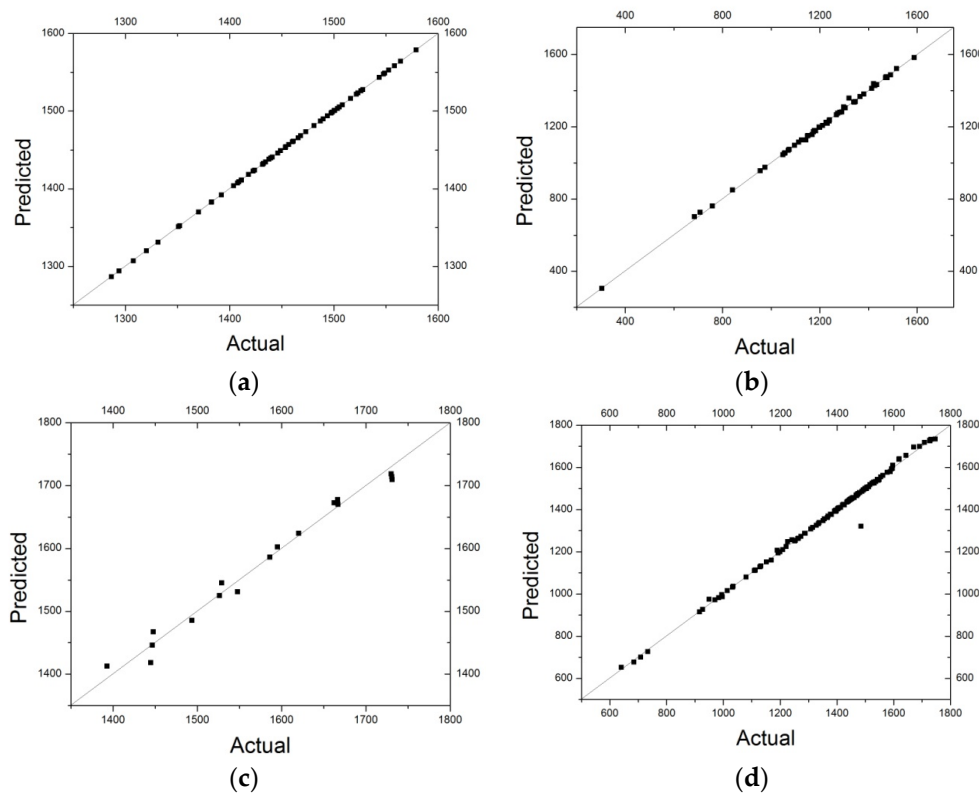 1300 1400 1500 1600
1600 1600
1500 1500
1400 1400
1300 1300
Predicted
1300 1400 1500 1600
Actual
(a)
400 800 1200 1600
1600 1600
1200 1200
800 800
400 400
Predicted
400 800 1200 1600
Actual
(b)
1400 1500 1600 1700 1800
1800 1800
1700 1700
1600 1600
1500 1500
1400 1400
Predicted
1400 1500 1600 1700 1800
Actual
(c)
600 800 1000 1200 1400 1600 1800
1800 1800
1600 1600
1400 1400
1200 1200
1000 1000
800 800
600 600
Predicted
600 800 1000 1200 1400 1600 1800
Actual
(d)